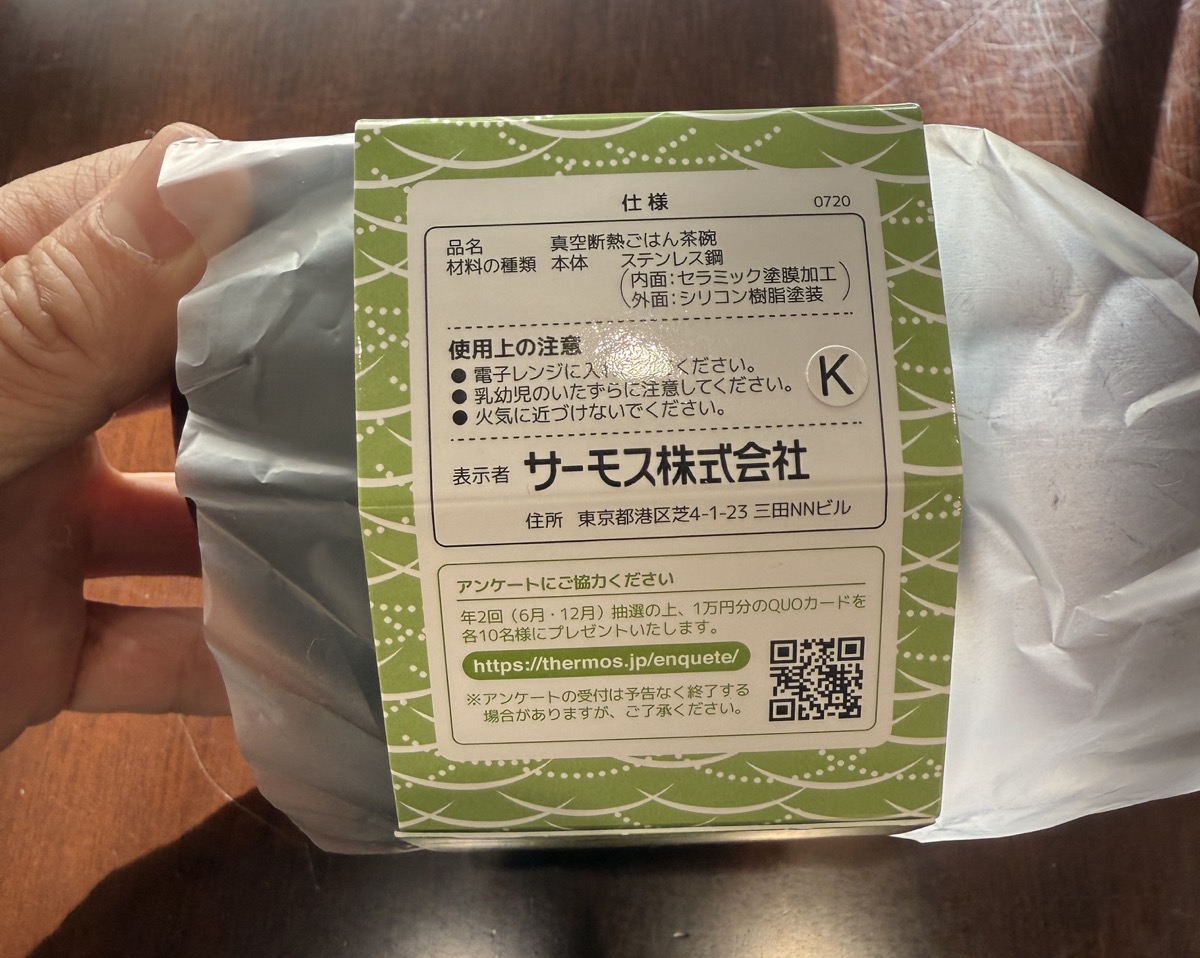 仕様
0720
品名 真空断熱ごはん茶碗
材料の種類 本体 ステンレス鋼
(内面:セラミック塗膜加工
外面:シリコン樹脂塗装)
使用上の注意
●電子レンジに入 ください。
●乳幼児のいたずらに注意してください。
●火気に近づけないでください。
K
表示者 サーモス株式会社
住所 東京都港区芝4-1-23 三田NNビル
アンケートにご協力ください
年2回(6月・12月)抽選の上、1万円分のQUOカードを
各10名様にプレゼントいたします。
https://thermos.jp/enquete/
※アンケートの受付は予告なく終了する
場合がありますが、ご了承ください。